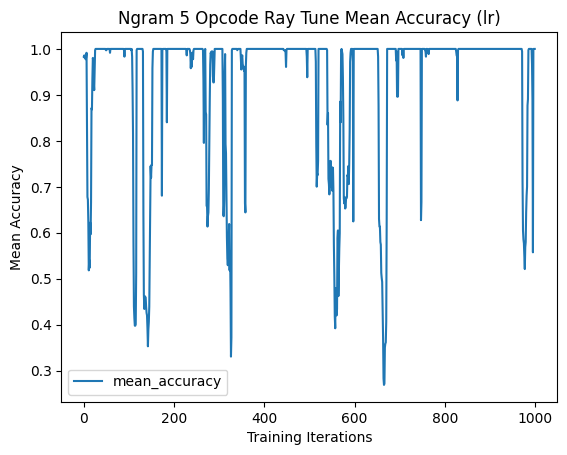 Ngram 5 Opcode Ray Tune Mean Accuracy (lr)
Mean Accuracy
1.0
0.9
0.8
0.7
0.6
0.5
0.4
0.3
mean_accuracy
0 200 400 600 800 1000
Training Iterations